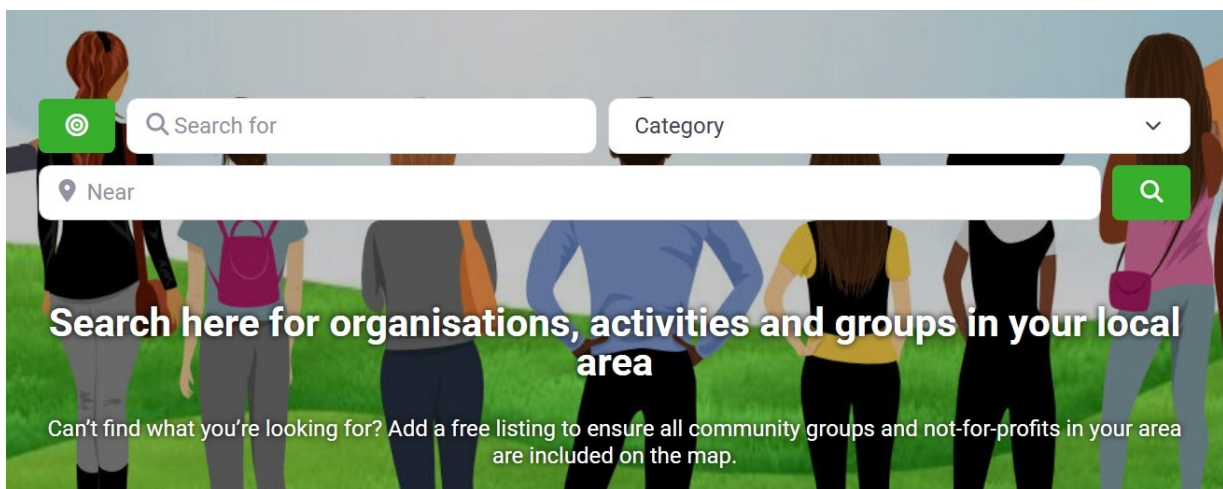 Search for
Category
Near
Search here for organisations, activities and groups in your local
area
Can't find what you're looking for? Add a free listing to ensure all community groups and not-for-profits in your area
are included on the map.